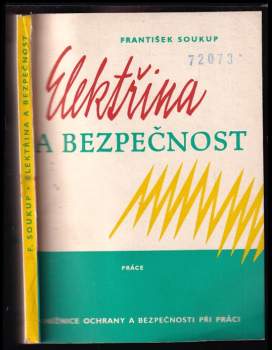 F. SOUKUP • ELEKTŘINA A BEZPEČNOST
FRANTIŠEK SOUKUP
72073
Elektřina
A BEZPEČNOST
PRÁCE
KNIŽNICE OCHRANY A BEZPEČNOSTI PŘI PRÁCI